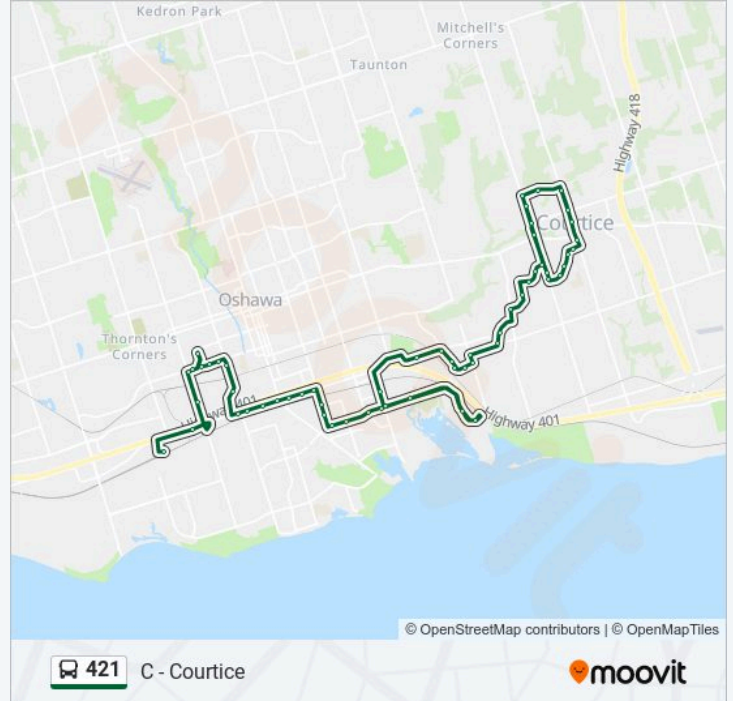 Kedron Park
Mitchell's
Corners
Taunton
Highway 418
Courtice
Oshawa
Thornton's
Corners
Highway 401
Highway 401
© OpenStreetMap contributors | © OpenMapTiles
421 C - Courtice
moovit